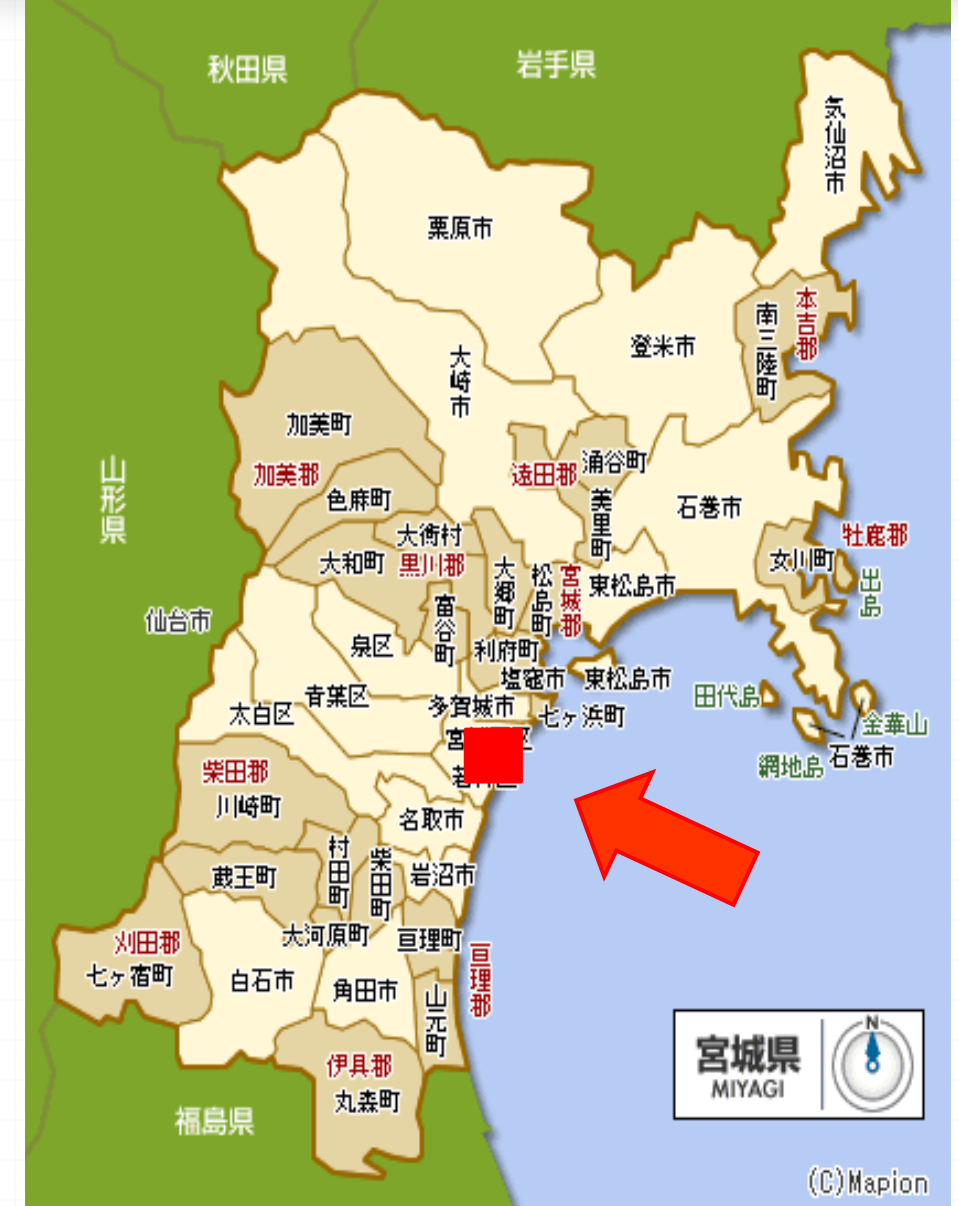 秋田県
岩手県
気仙沼市
栗原市
本吉郡
南三陸町
登米市
大崎市
加美町
加美郡
遠田郡
涌谷町
色麻町
美里町
石巻市
山形県
大衡村
牡鹿郡
大和町
黒川郡
女川町
大郷町
松島町
宮城郡
東松島市
出島
富谷町
仙台市
泉区
利府町
塩竈市
東松島市
青葉区
太白区
多賀城市
七ヶ浜町
田代島
金華山
石巻市
網地島
宮
区
柴田郡
川崎町
名取市
村田町
柴田町
蔵王町
岩沼市
大河原町
亘理町
亘理郡
刈田郡
七ヶ宿町
白石市
角田市
山元町
伊具郡
丸森町
福島県
宮城県
MIYAGI
N
(C)Mapion